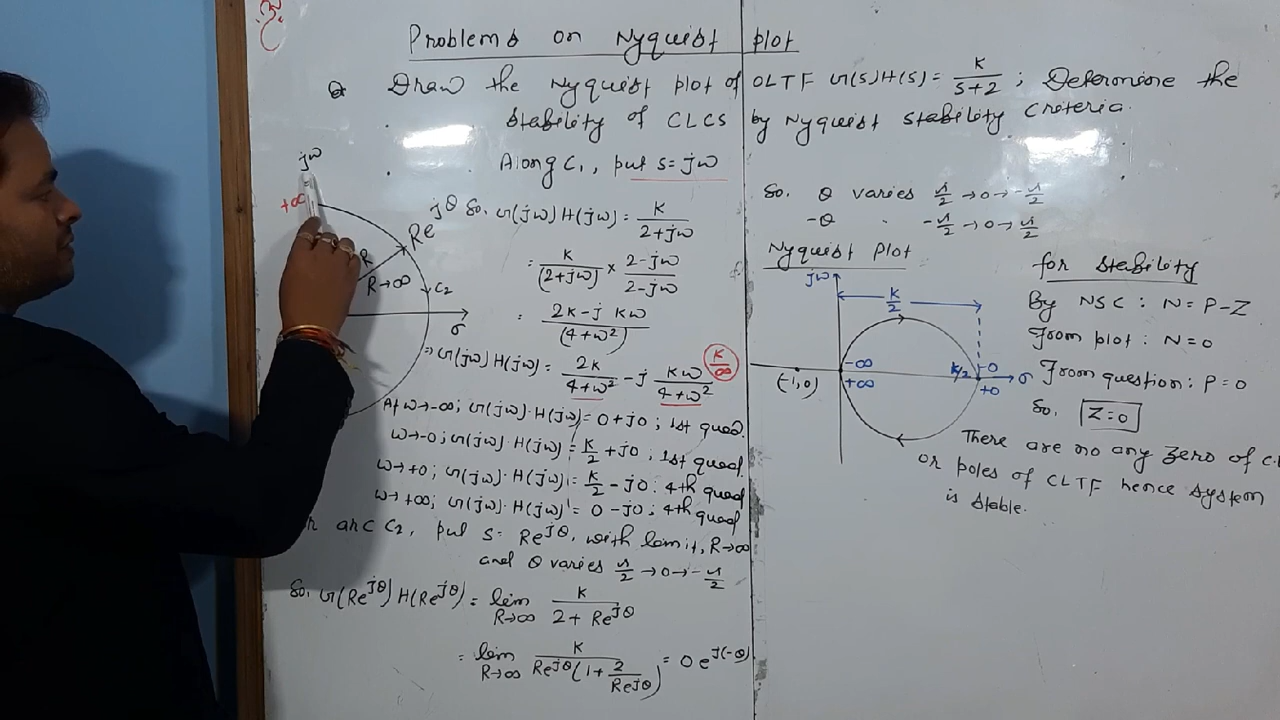 Problems on Nyquist plot
Q Draw the Nyquist plot of OLTF G(s)H(s) = K/(s+2) ; Determine the
stability of CLCS by Nyquist stability criteria.
jω
+∞
Re^jθ
R
R→∞
C₂
σ
Along C₁, put s = jω
So, G(jω)H(jω) = K/(2+jω)
= K/(2+jω) × (2-jω)/(2-jω)
= (2K - j Kω)/(4+ω²)
⇒ G(jω)H(jω) = 2K/(4+ω²) - j Kω/(4+ω²)
K/∞
At ω→-∞; G(jω)·H(jω) = 0+j0 ; 1st quad.
ω→-0; G(jω)·H(jω) = K/2 + j0 ; 1st quad.
ω→+0; G(jω)·H(jω) = K/2 - j0 : 4th quad
ω→+∞; G(jω)·H(jω) = 0 - j0 ; 4th quad
arc C₂, put s = Re^jθ, with limit, R→∞
and θ varies π/2 → 0 → -π/2
So, G(Re^jθ) H(Re^jθ) = lim R→∞ K/(2 + Re^jθ)
= lim R→∞ K/(Re^jθ(1 + 2/Re^jθ)) = 0 e^j(-θ)
So, θ varies π/2 → 0 → -π/2
-θ " -π/2 → 0 → π/2
Nyquist Plot
jω
K/2
-∞
+∞
(-1,0)
K/2
-0
+0
σ
for stability
By NSC : N = P-Z
From plot : N = 0
From question : P = 0
So, Z = 0
There are no any zero of C.
or poles of CLTF hence system
is stable.